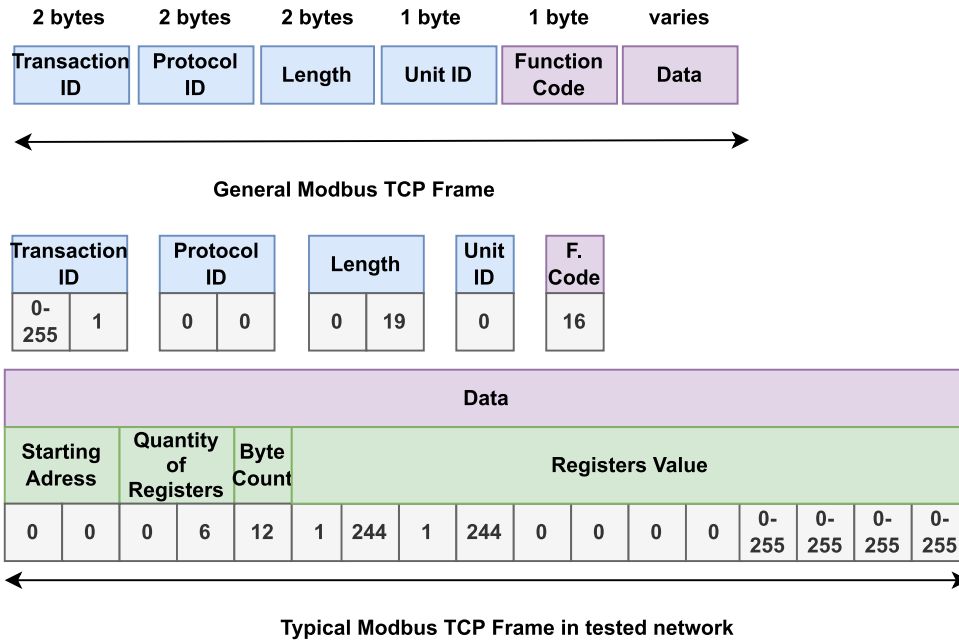 2 bytes 2 bytes 2 bytes 1 byte 1 byte varies
Transaction ID Protocol ID Length Unit ID Function Code Data
General Modbus TCP Frame
Transaction ID Protocol ID Length Unit ID F. Code
0-255 1 0 0 0 19 0 16
Data
Starting Adress Quantity of Registers Byte Count Registers Value
0 0 0 6 12 1 244 1 244 0 0 0 0 0-255 0-255 0-255 0-255
Typical Modbus TCP Frame in tested network